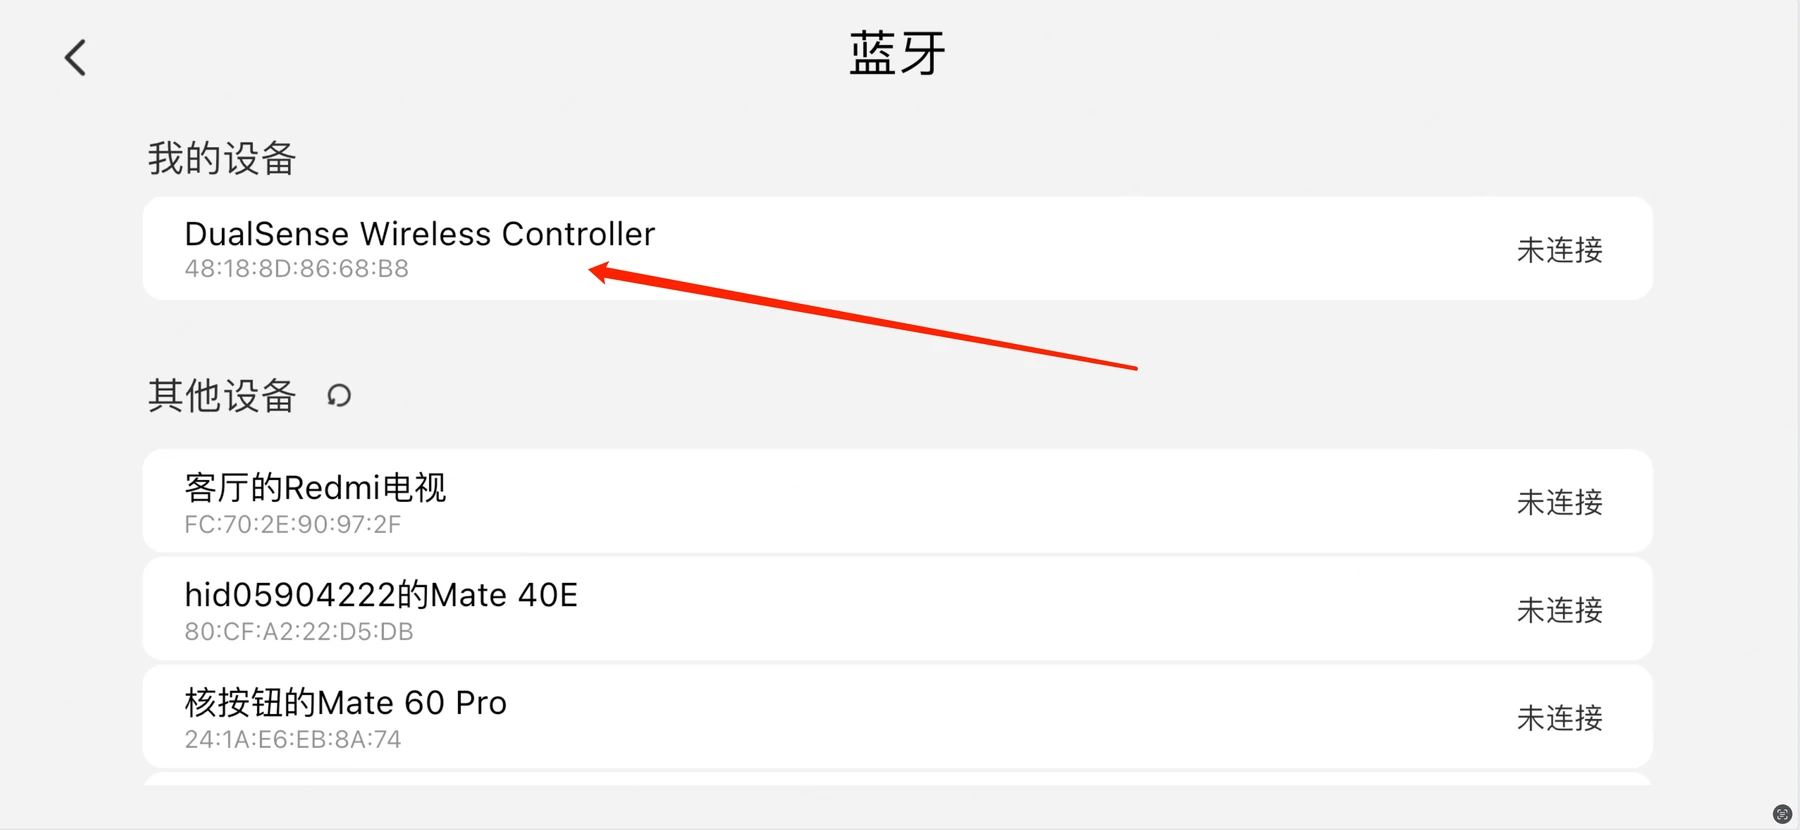 蓝牙
我的设备
DualSense Wireless Controller
48:18:8D:86:68:B8
未连接
其他设备
客厅的Redmi电视
FC:70:2E:90:97:2F
未连接
hid05904222的Mate 40E
80:CF:A2:22:D5:DB
未连接
核按钮的Mate 60 Pro
24:1A:E6:EB:8A:74
未连接